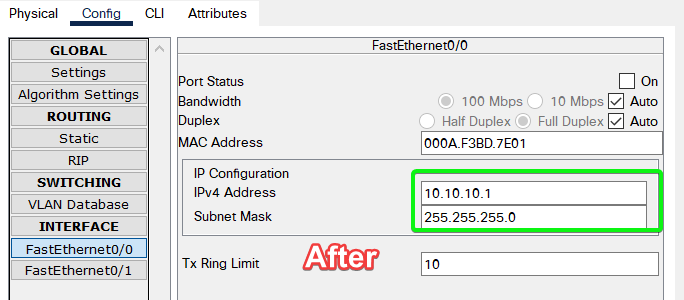 Physical Config CLI Attributes
GLOBAL
Settings
Algorithm Settings
ROUTING
Static
RIP
SWITCHING
VLAN Database
INTERFACE
FastEthernet0/0
FastEthernet0/1
FastEthernet0/0
Port Status On
Bandwidth 100 Mbps 10 Mbps Auto
Duplex Half Duplex Full Duplex Auto
MAC Address 000A.F3BD.7E01
IP Configuration
IPv4 Address 10.10.10.1
Subnet Mask 255.255.255.0
After
Tx Ring Limit 10